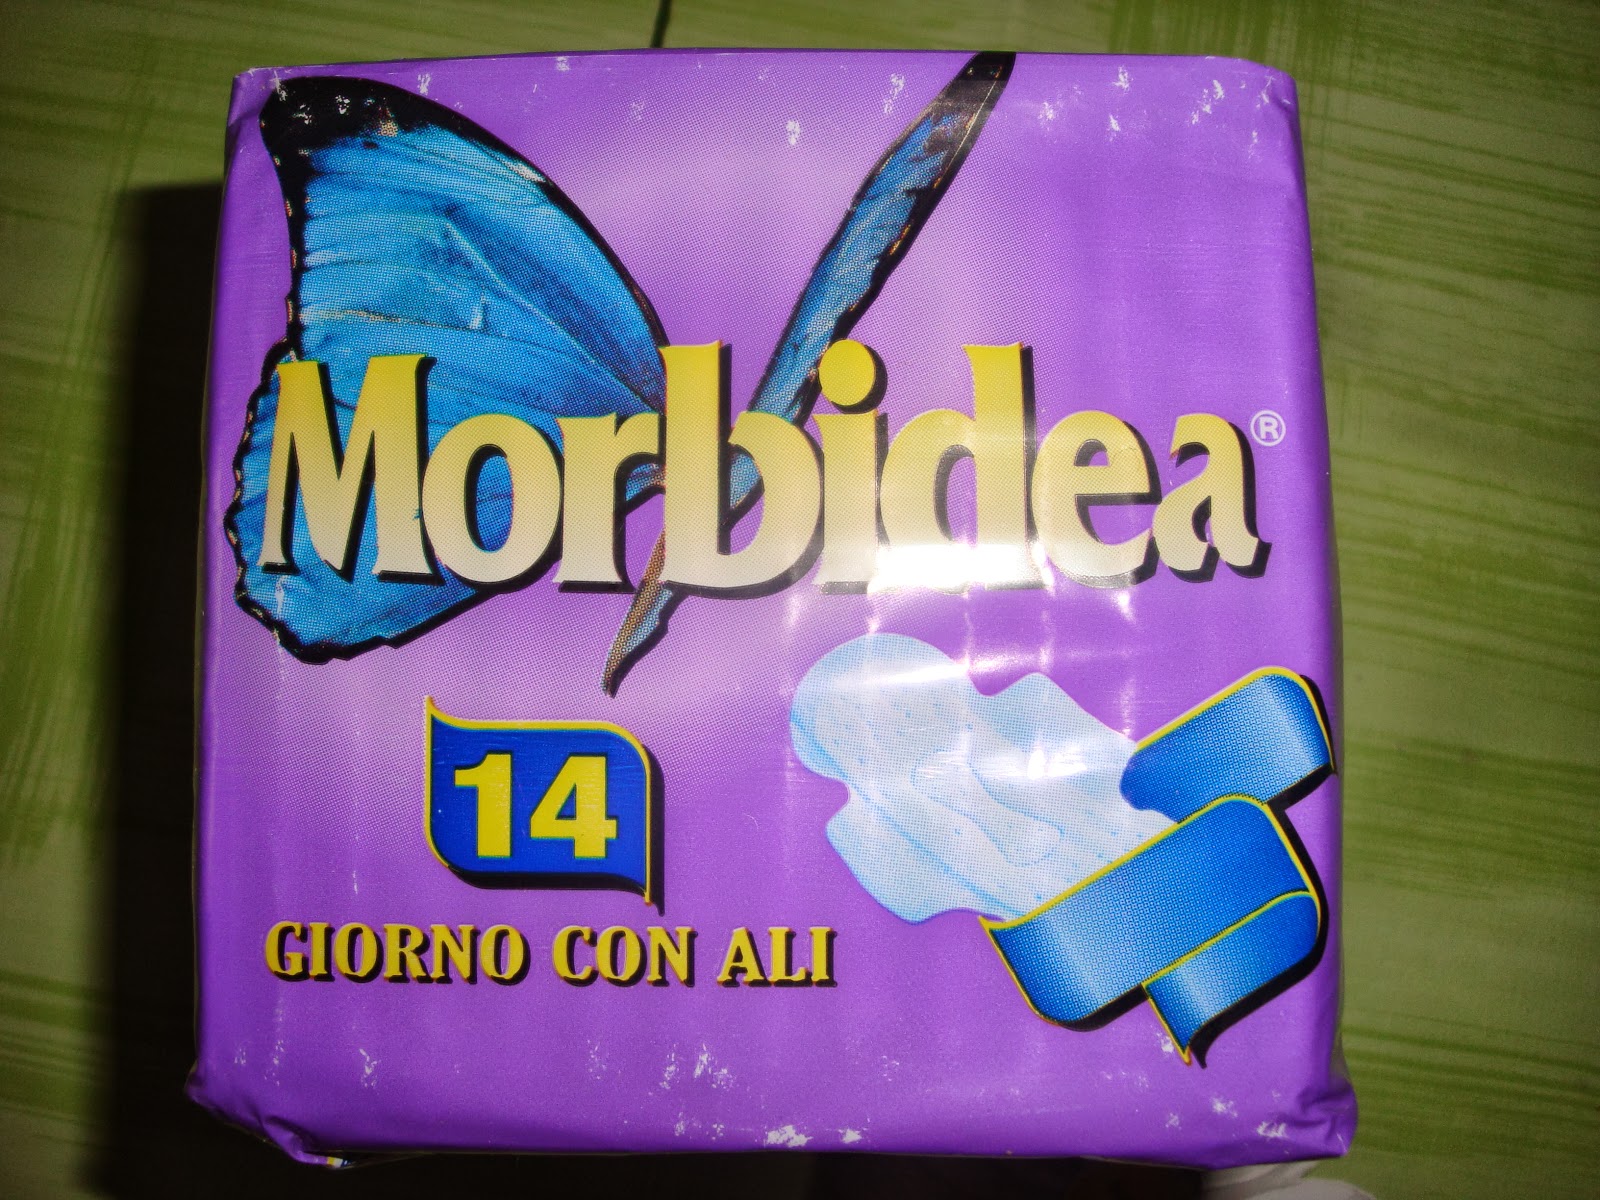 Morbidea®
14
GIORNO CON ALI